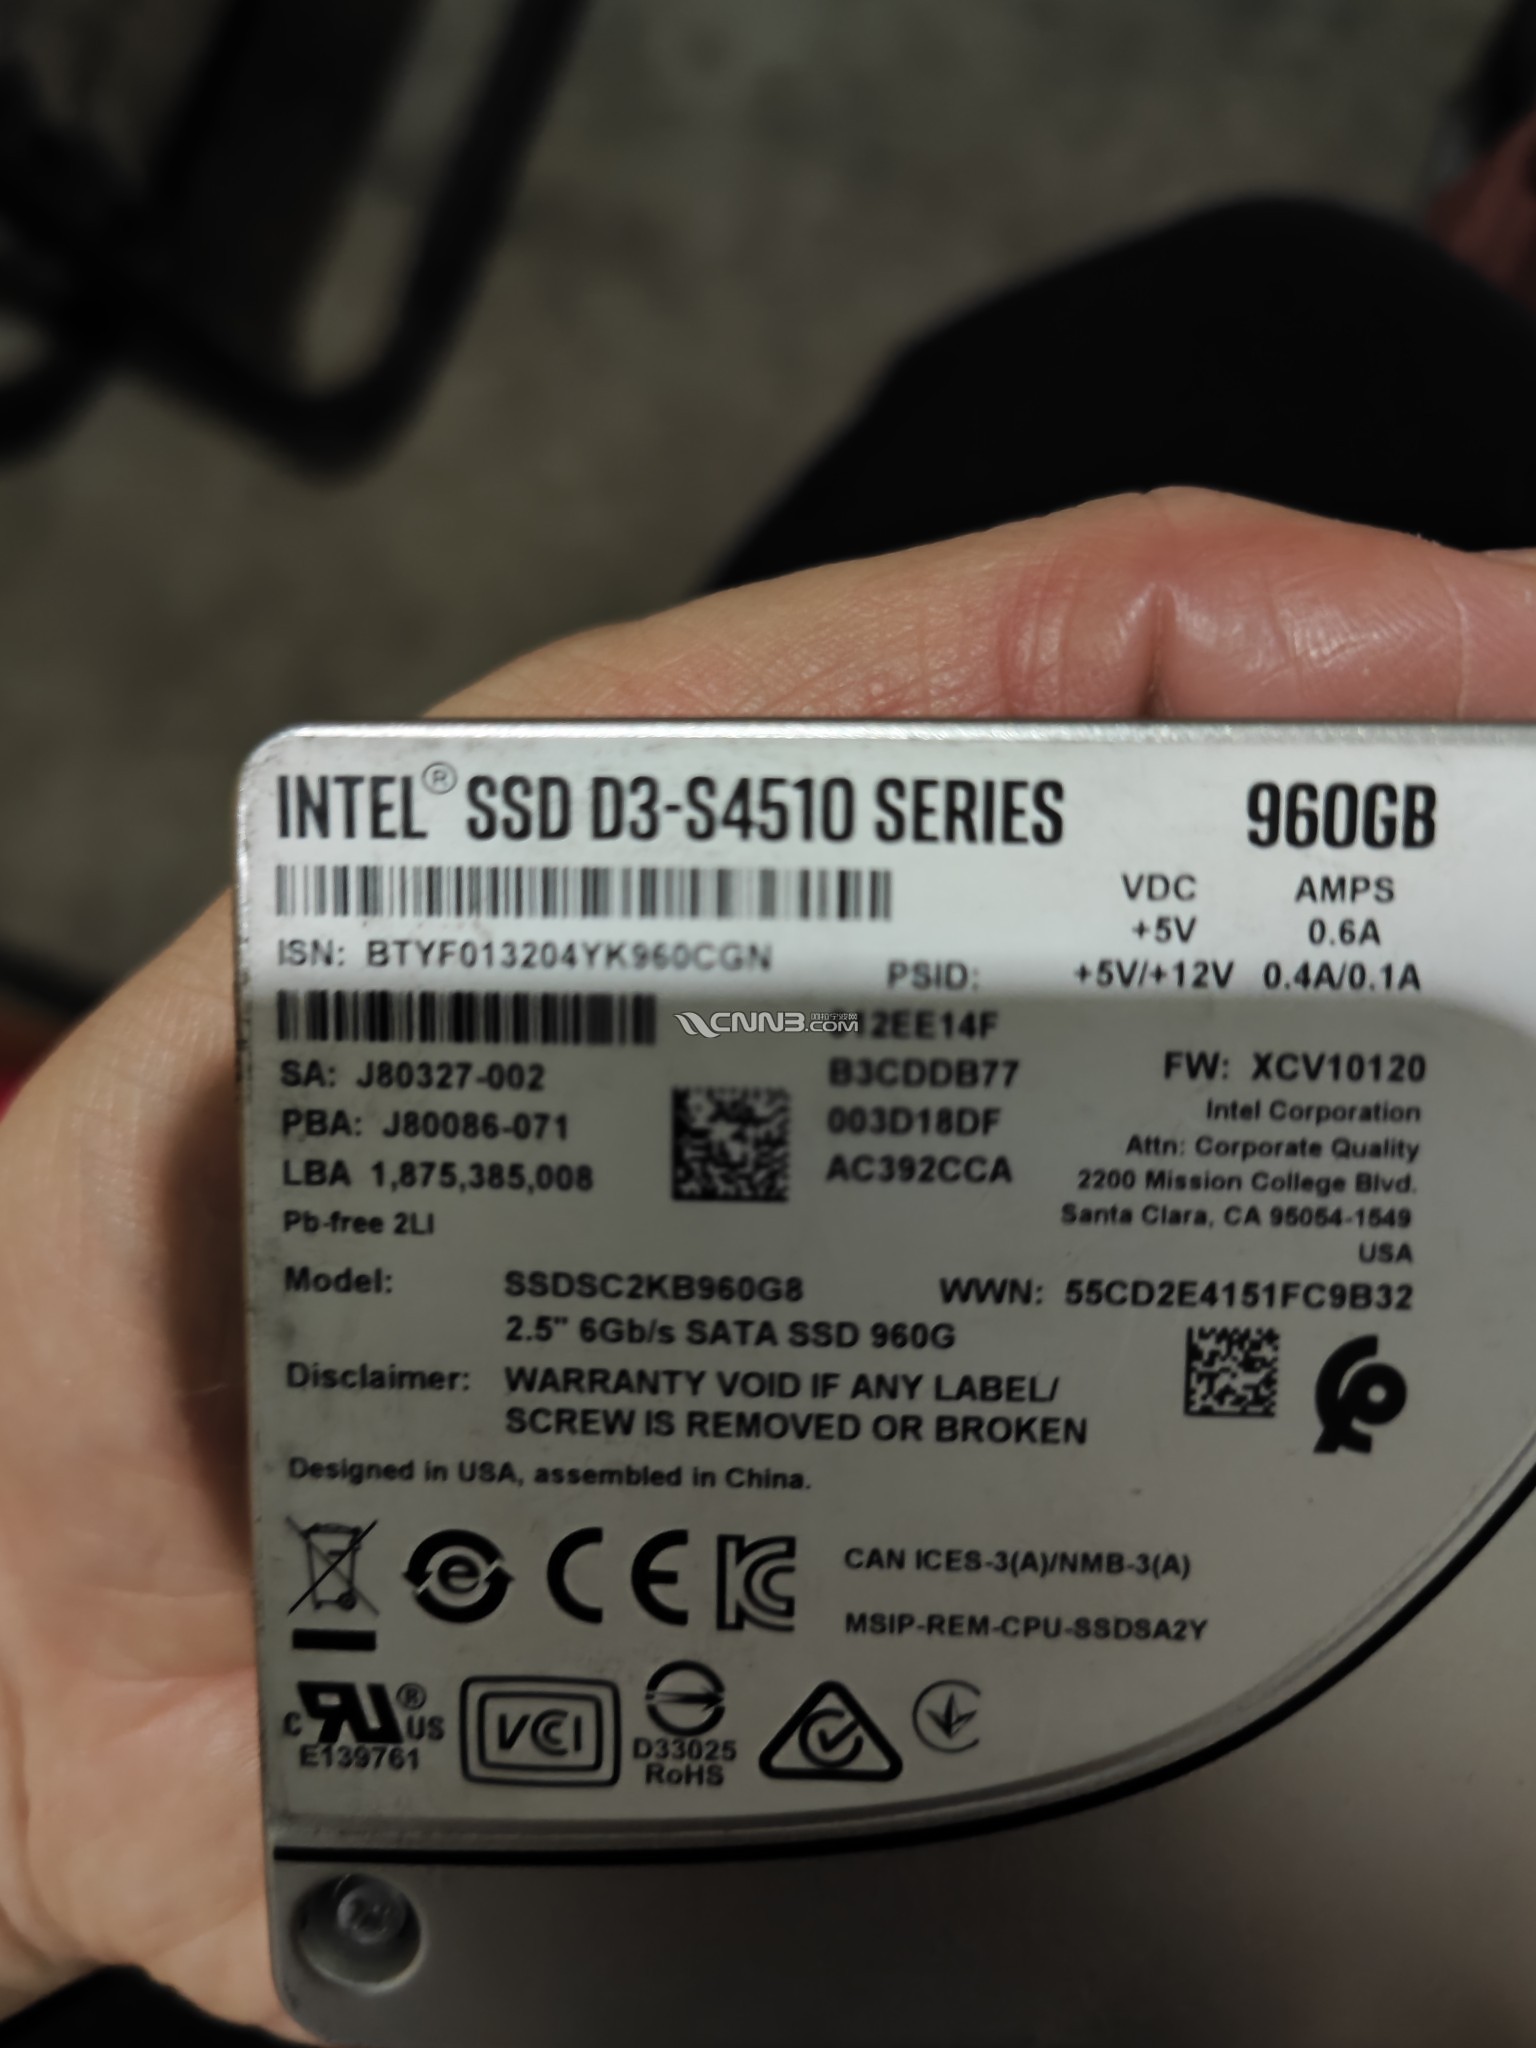 INTEL® SSD D3-S4510 SERIES 960GB
VDC AMPS
+5V 0.6A
+5V/+12V 0.4A/0.1A
ISN: BTYF013204YK960CGN
PSID:
2EE14F
B3CDDB77
003D18DF
AC392CCA
CNNB.COM
SA: J80327-002
PBA: J80086-071
LBA 1,875,385,008
Pb-free 2LI
FW: XCV10120
Intel Corporation
Attn: Corporate Quality
2200 Mission College Blvd.
Santa Clara, CA 95054-1549
USA
Model: SSDSC2KB960G8
2.5" 6Gb/s SATA SSD 960G
WWN: 55CD2E4151FC9B32
Disclaimer: WARRANTY VOID IF ANY LABEL/
SCREW IS REMOVED OR BROKEN
Designed in USA, assembled in China.
CAN ICES-3(A)/NMB-3(A)
MSIP-REM-CPU-SSDSA2Y
C US
E139761
VCCI
D33025
RoHS